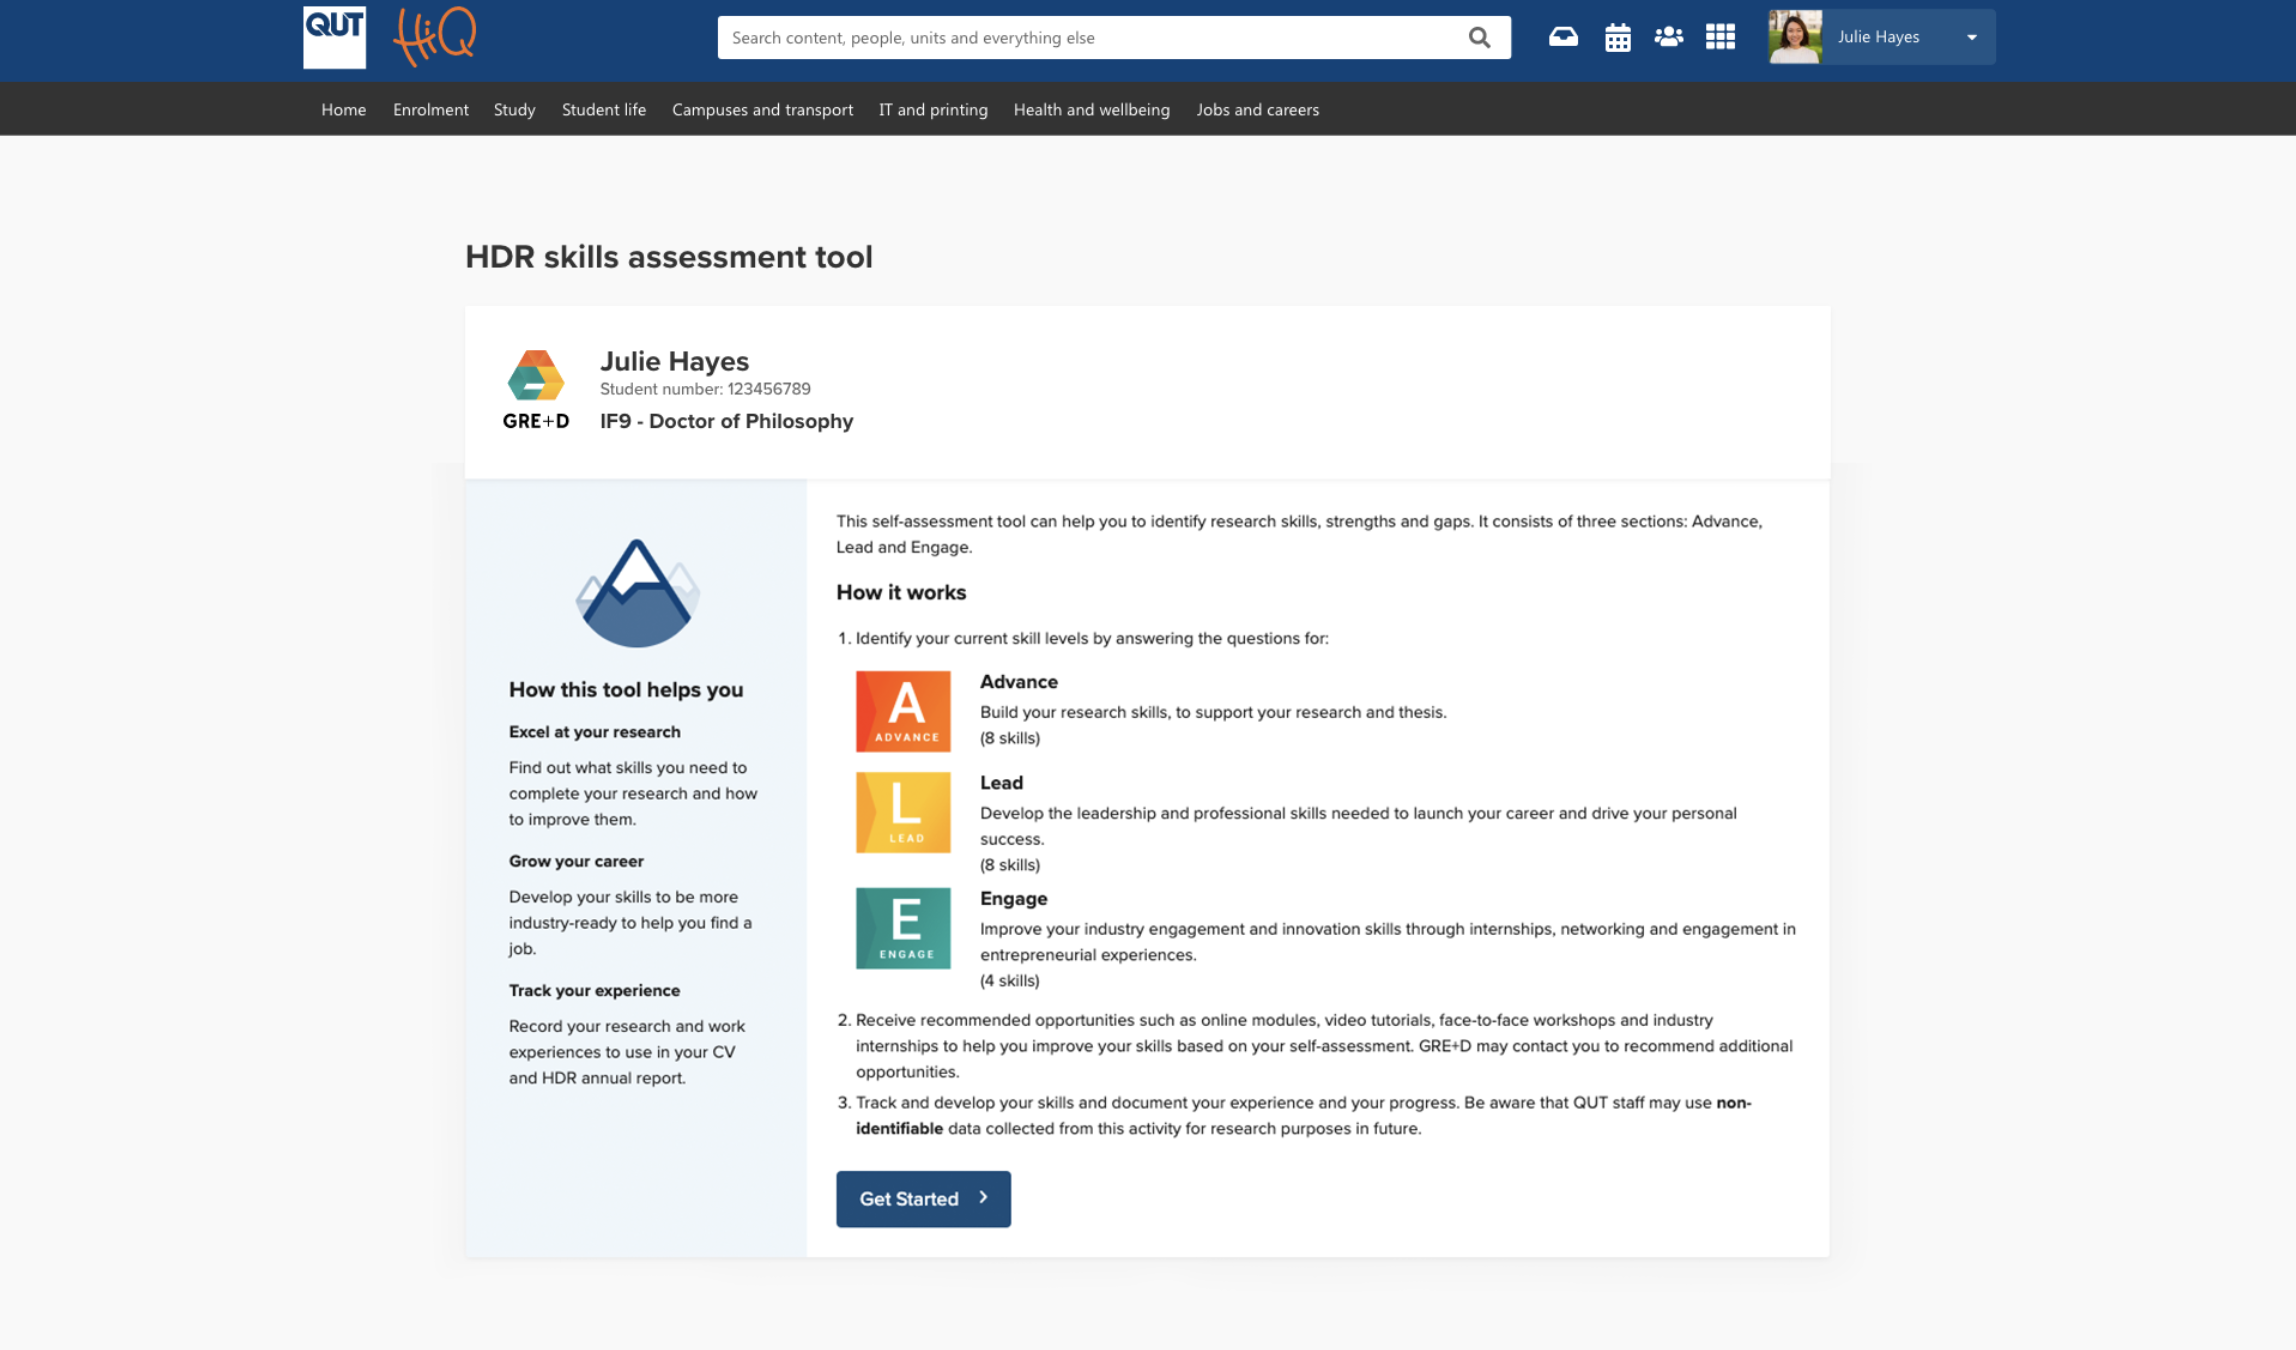 QUT HiQ
Search content, people, units and everything else
Julie Hayes
Home Enrolment Study Student life Campuses and transport IT and printing Health and wellbeing Jobs and careers
HDR skills assessment tool
GRE+D
Julie Hayes
Student number: 123456789
IF9 - Doctor of Philosophy
How this tool helps you
Excel at your research
Find out what skills you need to
complete your research and how
to improve them.
Grow your career
Develop your skills to be more
industry-ready to help you find a
job.
Track your experience
Record your research and work
experiences to use in your CV
and HDR annual report.
This self-assessment tool can help you to identify research skills, strengths and gaps. It consists of three sections: Advance,
Lead and Engage.
How it works
1. Identify your current skill levels by answering the questions for:
A
ADVANCE
Advance
Build your research skills, to support your research and thesis.
(8 skills)
L
LEAD
Lead
Develop the leadership and professional skills needed to launch your career and drive your personal
success.
(8 skills)
E
ENGAGE
Engage
Improve your industry engagement and innovation skills through internships, networking and engagement in
entrepreneurial experiences.
(4 skills)
2. Receive recommended opportunities such as online modules, video tutorials, face-to-face workshops and industry
internships to help you improve your skills based on your self-assessment. GRE+D may contact you to recommend additional
opportunities.
3. Track and develop your skills and document your experience and your progress. Be aware that QUT staff may use non-
identifiable data collected from this activity for research purposes in future.
Get Started